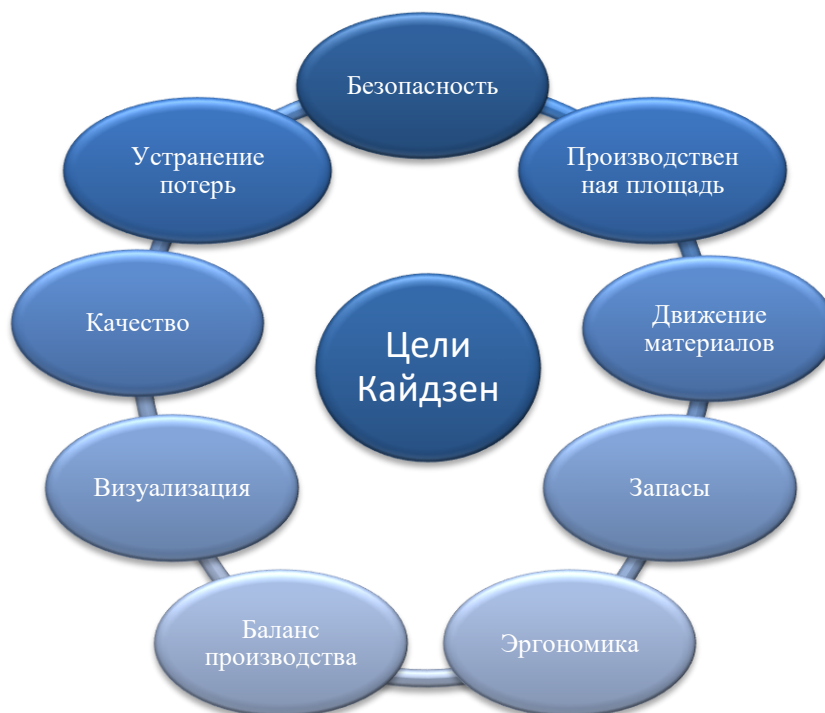 Безопасность
Производствен
ная площадь
Движение
материалов
Запасы
Эргономика
Баланс
производства
Визуализация
Качество
Устранение
потерь
Цели
Кайдзен